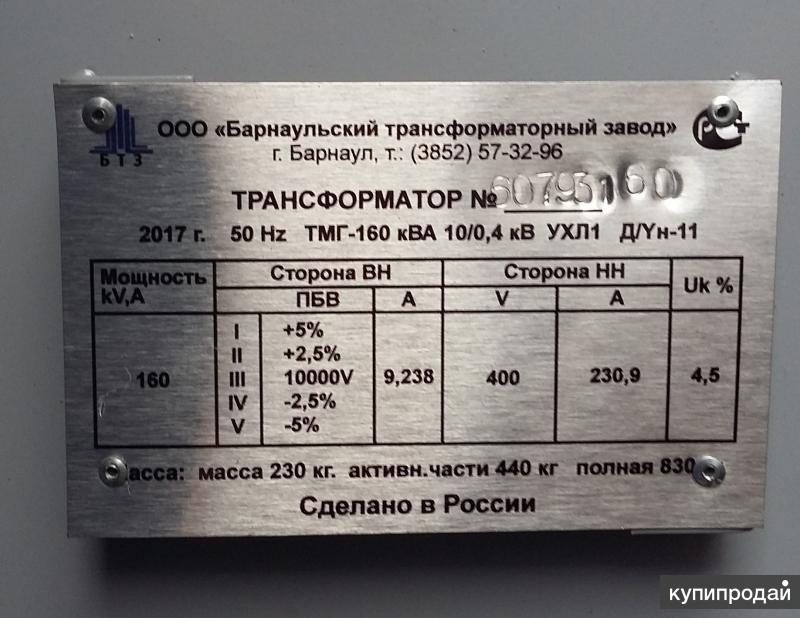 БТЗ
ООО «Барнаульский трансформаторный завод»
г. Барнаул, т.: (3852) 57-32-96
ТРАНСФОРМАТОР №
2017 г. 50 Hz ТМГ-160 кВА 10/0,4 кВ УХЛ1 Д/Yн-11
Мощность kV,A Сторона ВН Сторона НН Uk %
ПБВ А V А
I +5%
II +2,5%
160 III 10000V 9,238 400 230,9 4,5
IV -2,5%
V -5%
масса 230 кг. активн.части 440 кг полная 830
Сделано в России
купипродай